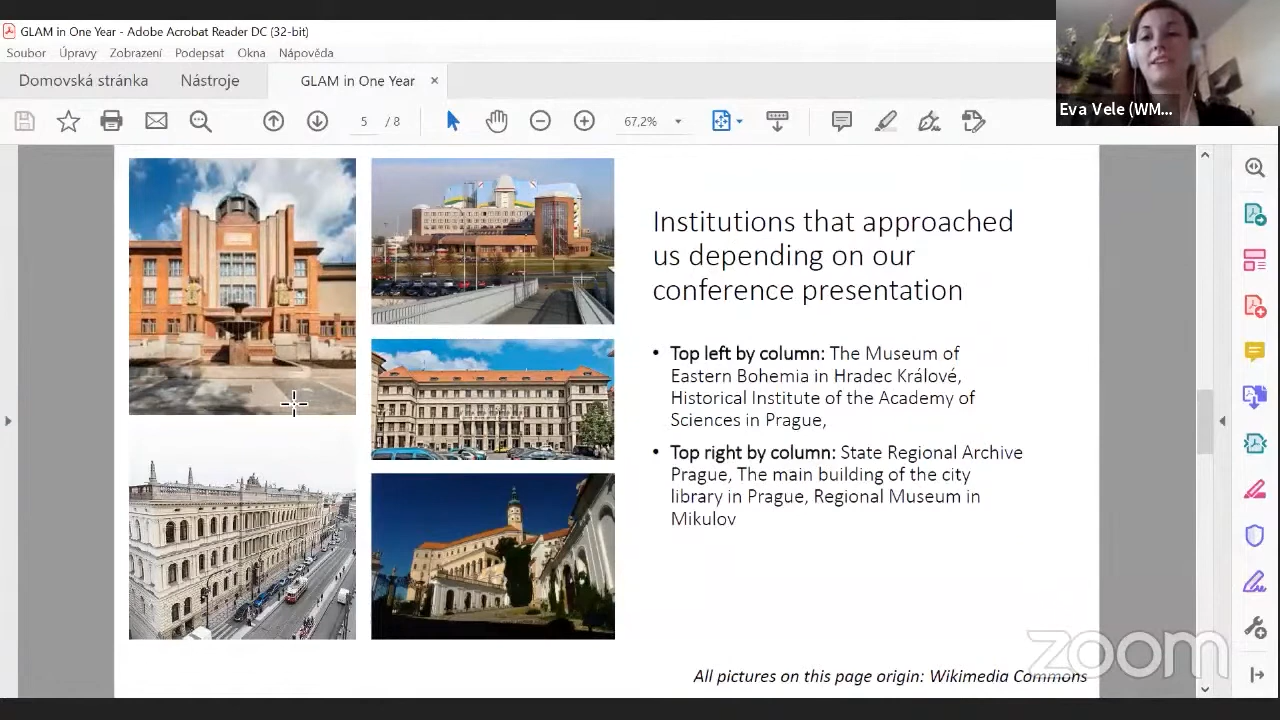 GLAM in One Year - Adobe Acrobat Reader DC (32-bit)
Soubor Úpravy Zobrazení Podepsat Okna Nápověda
Domovská stránka Nástroje GLAM in One Year ×
5 / 8 67,2%
Eva Vele (WM...
Institutions that approached
us depending on our
conference presentation
• Top left by column: The Museum of
Eastern Bohemia in Hradec Králové,
Historical Institute of the Academy of
Sciences in Prague,
• Top right by column: State Regional Archive
Prague, The main building of the city
library in Prague, Regional Museum in
Mikulov
All pictures on this page origin: Wikimedia Commons
zoom